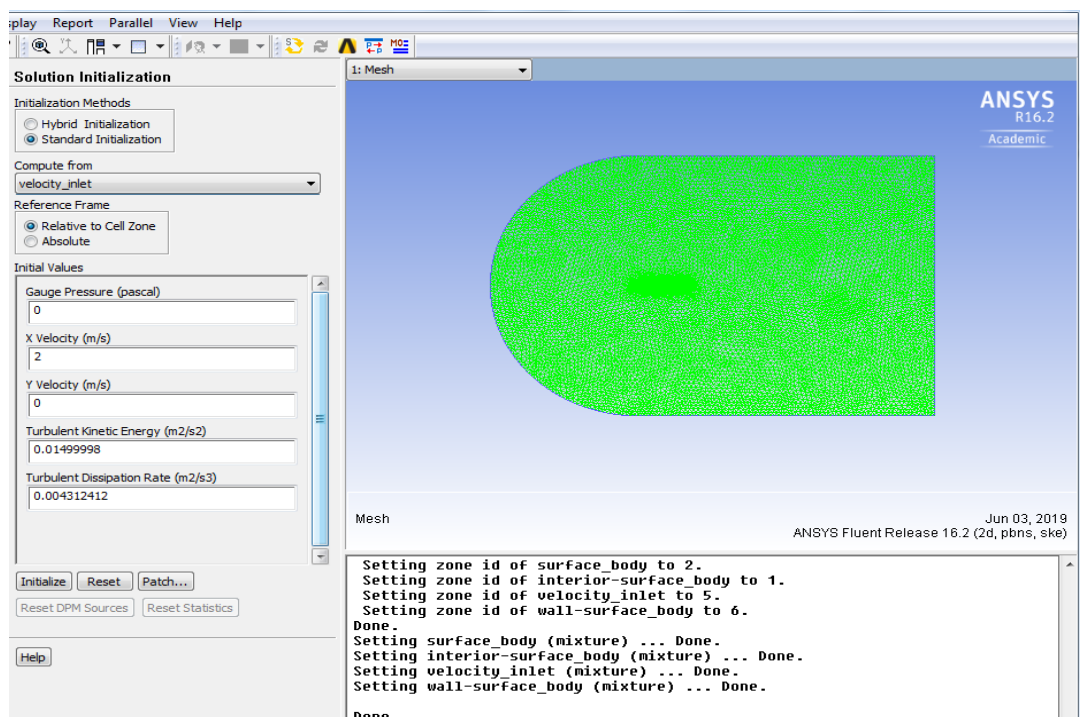 play Report Parallel View Help
Solution Initialization
1: Mesh
Initialization Methods
Hybrid Initialization
Standard Initialization
Compute from
velocity_inlet
Reference Frame
Relative to Cell Zone
Absolute
Initial Values
Gauge Pressure (pascal)
0
X Velocity (m/s)
2
Y Velocity (m/s)
0
Turbulent Kinetic Energy (m2/s2)
0.01499998
Turbulent Dissipation Rate (m2/s3)
0.004312412
Initialize Reset Patch...
Reset DPM Sources Reset Statistics
Help
ANSYS
R16.2
Academic
Mesh
Jun 03, 2019
ANSYS Fluent Release 16.2 (2d, pbns, ske)
Setting zone id of surface_body to 2.
Setting zone id of interior-surface_body to 1.
Setting zone id of velocity_inlet to 5.
Setting zone id of wall-surface_body to 6.
Done.
Setting surface_body (mixture) ... Done.
Setting interior-surface_body (mixture) ... Done.
Setting velocity_inlet (mixture) ... Done.
Setting wall-surface_body (mixture) ... Done.
Done